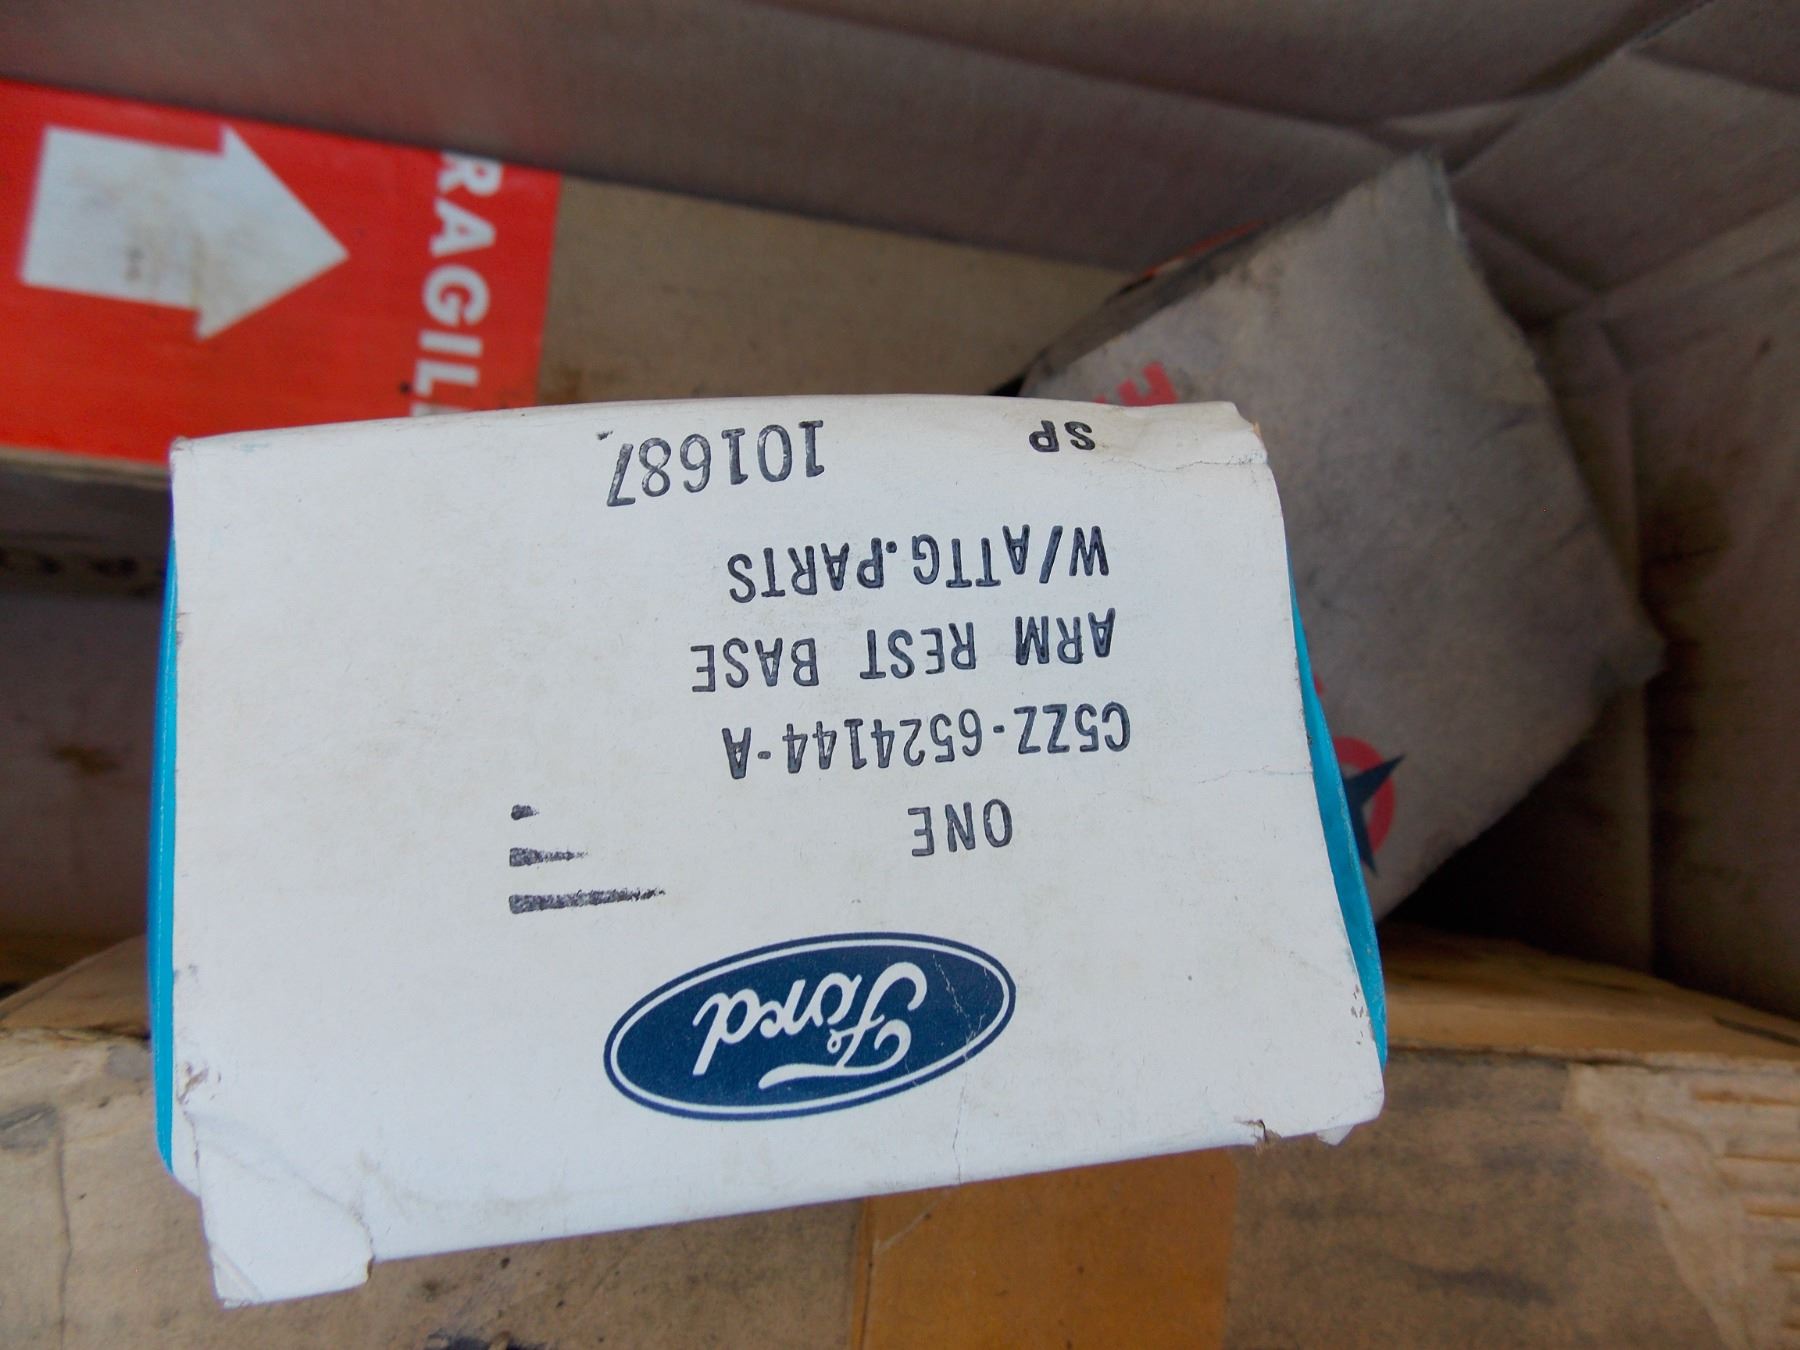 Ford
ONE
C5ZZ-6524144-A
ARM REST BASE
W/ATTG.PARTS
SP 101687
RAGIL